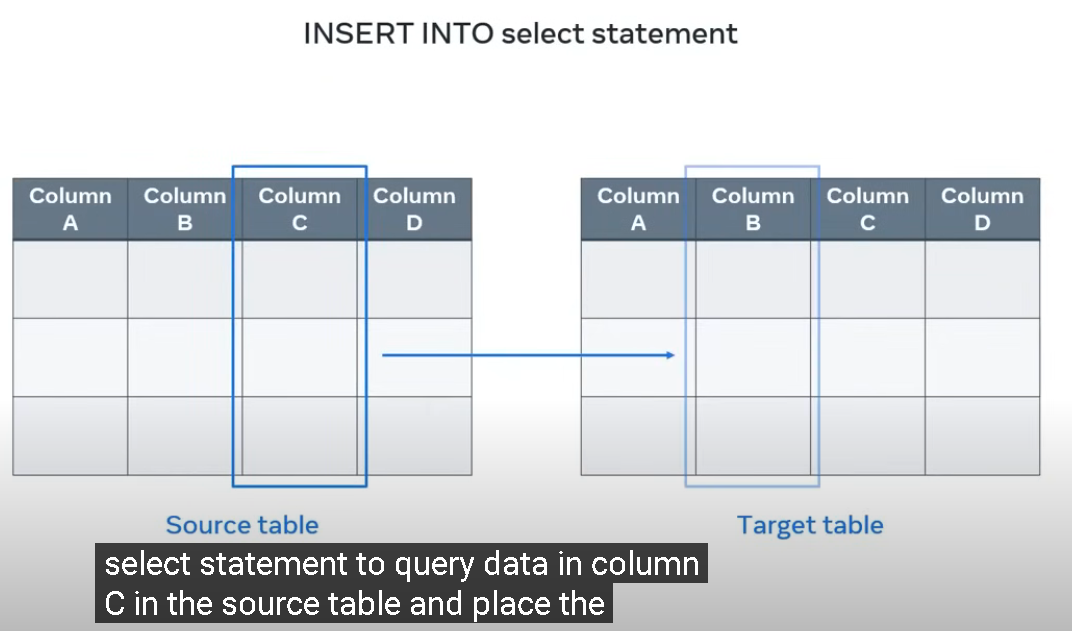 INSERT INTO select statement
Column A
Column B
Column C
Column D
Column A
Column B
Column C
Column D
Source table
Target table
select statement to query data in column
C in the source table and place the